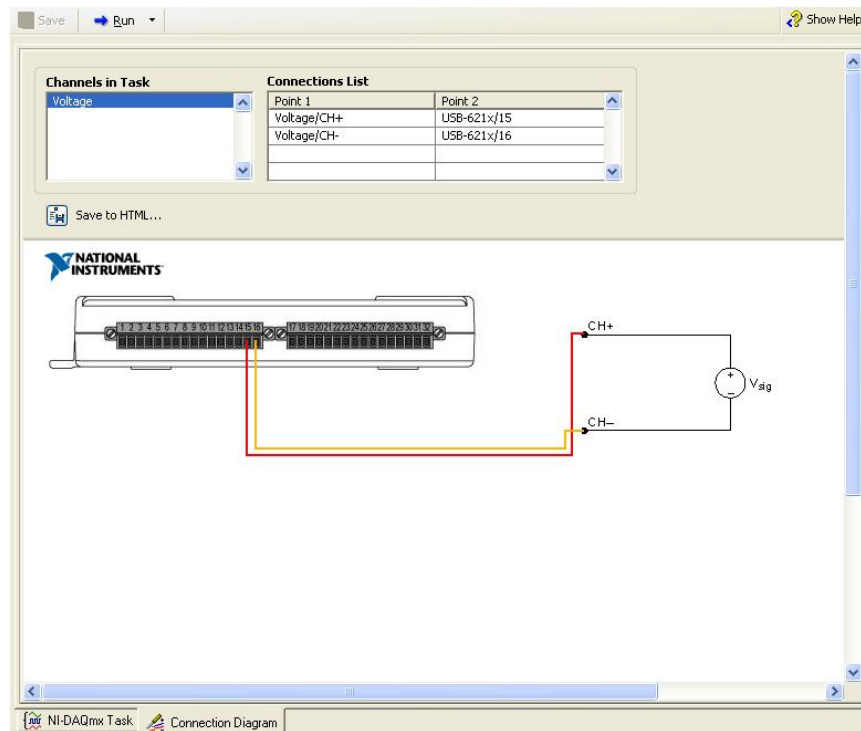 Save Run Show Help
Channels in Task Connections List
Voltage Point 1 Point 2
Voltage/CH+ USB-621x/15
Voltage/CH- USB-621x/16
Save to HTML...
NATIONAL
INSTRUMENTS
1 2 3 4 5 6 7 8 9 10 11 12 13 14 15 16 17 18 19 20 21 22 23 24 25 26 27 28 29 30 31 32
CH+
+
Vsig
−
CH−
NI-DAQmx Task Connection Diagram